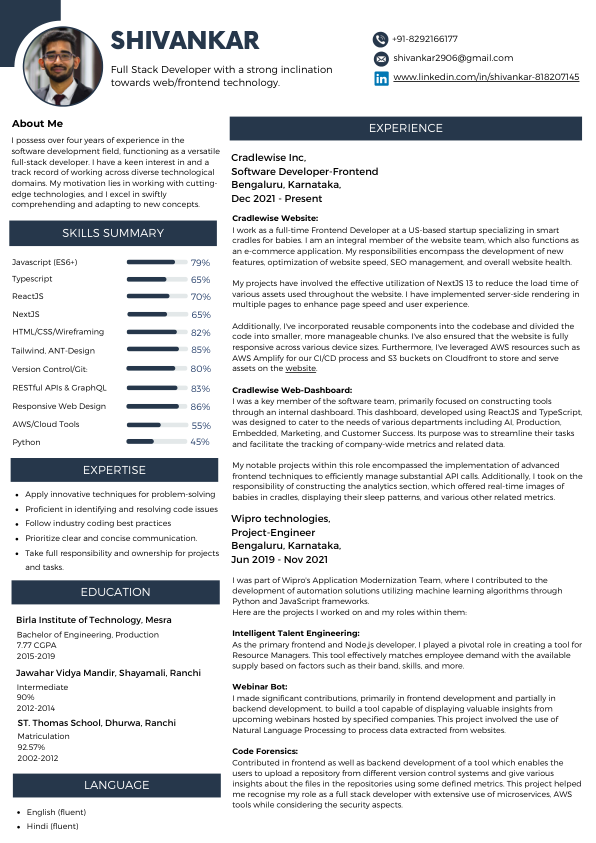 SHIVANKAR
Full Stack Developer with a strong inclination
towards web/frontend technology.
+91-8292166177
shivankar2906@gmail.com
www.linkedin.com/in/shivankar-818207145
About Me
I possess over four years of experience in the
software development field, functioning as a versatile
full-stack developer. I have a keen interest in and a
track record of working across diverse technological
domains. My motivation lies in working with cutting-
edge technologies, and I excel in swiftly
comprehending and adapting to new concepts.
SKILLS SUMMARY
Javascript (ES6+) 79%
Typescript 65%
ReactJS 70%
NextJS 65%
HTML/CSS/Wireframing 82%
Tailwind, ANT-Design 85%
Version Control/Git: 80%
RESTful APIs & GraphQL 83%
Responsive Web Design 86%
AWS/Cloud Tools 55%
Python 45%
EXPERTISE
• Apply innovative techniques for problem-solving
• Proficient in identifying and resolving code issues
• Follow industry coding best practices
• Prioritize clear and concise communication.
• Take full responsibility and ownership for projects
and tasks.
EDUCATION
Birla Institute of Technology, Mesra
Bachelor of Engineering, Production
7.77 CGPA
2015-2019
Jawahar Vidya Mandir, Shayamali, Ranchi
Intermediate
90%
2012-2014
ST. Thomas School, Dhurwa, Ranchi
Matriculation
92.57%
2002-2012
LANGUAGE
• English (fluent)
• Hindi (fluent)
EXPERIENCE
Cradlewise Inc,
Software Developer-Frontend
Bengaluru, Karnataka,
Dec 2021 - Present
Cradlewise Website:
I work as a full-time Frontend Developer at a US-based startup specializing in smart
cradles for babies. I am an integral member of the website team, which also functions as
an e-commerce application. My responsibilities encompass the development of new
features, optimization of website speed, SEO management, and overall website health.
My projects have involved the effective utilization of NextJS 13 to reduce the load time of
various assets used throughout the website. I have implemented server-side rendering in
multiple pages to enhance page speed and user experience.
Additionally, I've incorporated reusable components into the codebase and divided the
code into smaller, more manageable chunks. I've also ensured that the website is fully
responsive across various device sizes. Furthermore, I've leveraged AWS resources such as
AWS Amplify for our CI/CD process and S3 buckets on Cloudfront to store and serve
assets on the website.
Cradlewise Web-Dashboard:
I was a key member of the software team, primarily focused on constructing tools
through an internal dashboard. This dashboard, developed using ReactJS and TypeScript,
was designed to cater to the needs of various departments including AI, Production,
Embedded, Marketing, and Customer Success. Its purpose was to streamline their tasks
and facilitate the tracking of company-wide metrics and related data.
My notable projects within this role encompassed the implementation of advanced
frontend techniques to efficiently manage substantial API calls. Additionally, I took on the
responsibility of constructing the analytics section, which offered real-time images of
babies in cradles, displaying their sleep patterns, and various other related metrics.
Wipro technologies,
Project-Engineer
Bengaluru, Karnataka,
Jun 2019 - Nov 2021
I was part of Wipro's Application Modernization Team, where I contributed to the
development of automation solutions utilizing machine learning algorithms through
Python and JavaScript frameworks.
Here are the projects I worked on and my roles within them:
Intelligent Talent Engineering:
As the primary frontend and Node.js developer, I played a pivotal role in creating a tool for
Resource Managers. This tool effectively matches employee demand with the available
supply based on factors such as their band, skills, and more.
Webinar Bot:
I made significant contributions, primarily in frontend development and partially in
backend development, to build a tool capable of displaying valuable insights from
upcoming webinars hosted by specified companies. This project involved the use of
Natural Language Processing to process data extracted from websites.
Code Forensics:
Contributed in frontend as well as backend development of a tool which enables the
users to upload a repository from different version control systems and give various
insights about the files in the repositories using some defined metrics. This project helped
me recognise my role as a full stack developer with extensive use of microservices, AWS
tools while considering the security aspects.